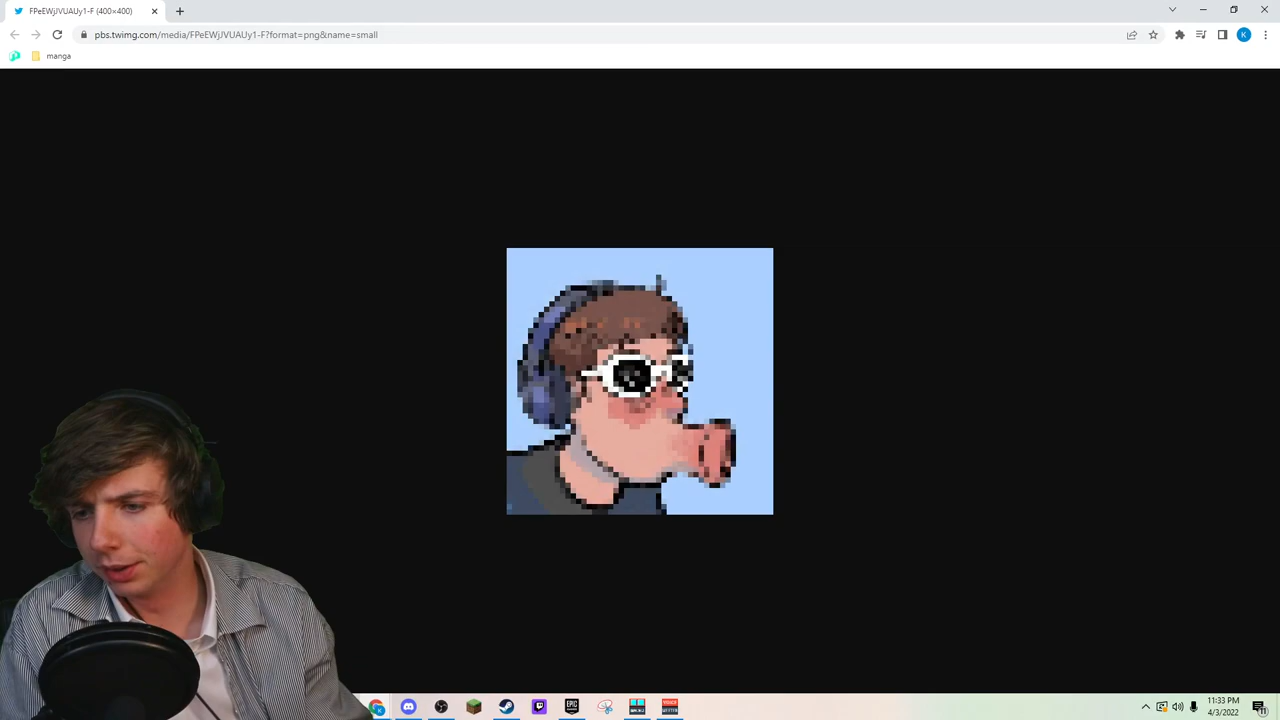 FPeEWjJVUAUy1-F (400×400)
pbs.twimg.com/media/FPeEWjJVUAUy1-F?format=png&name=small
K
manga
EPIC
11:33 PM
4/3/2022